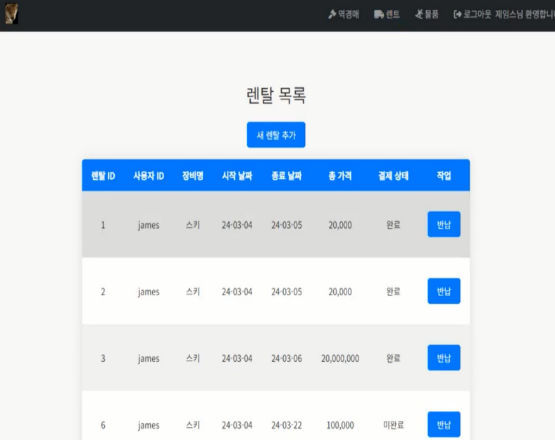 역경매 렌트 물품 로그아웃 제임스님 환영합니
렌탈 목록
새 렌탈 추가
렌탈 ID 사용자 ID 장비명 시작 날짜 종료 날짜 총 가격 결제 상태 작업
1 james 스키 24-03-04 24-03-05 20,000 완료 반납
2 james 스키 24-03-04 24-03-05 20,000 완료 반납
3 james 스키 24-03-04 24-03-06 20,000,000 완료 반납
6 james 스키 24-03-04 24-03-22 100,000 미완료 반납